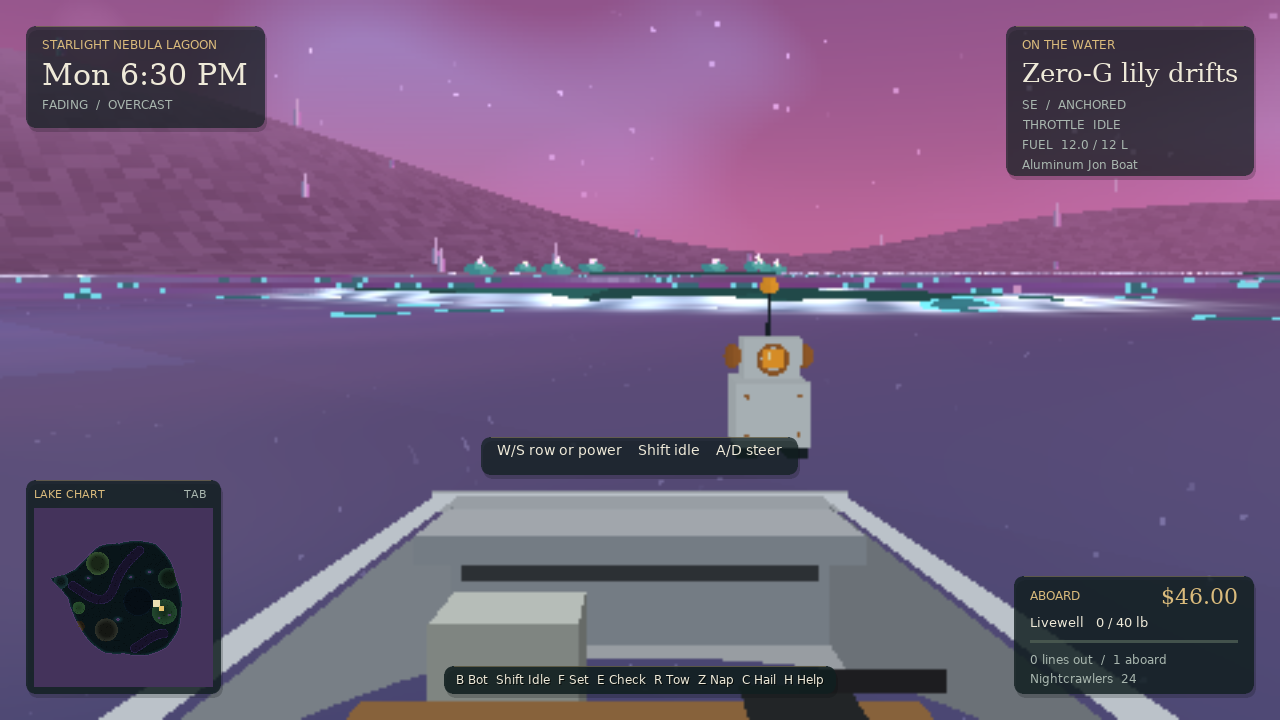 STARLIGHT NEBULA LAGOON
Mon 6:30 PM
FADING / OVERCAST
ON THE WATER
Zero-G lily drifts
SE / ANCHORED
THROTTLE IDLE
FUEL 12.0 / 12 L
Aluminum Jon Boat
W/S row or power Shift idle A/D steer
LAKE CHART TAB
ABOARD $46.00
Livewell 0 / 40 lb
0 lines out / 1 aboard
Nightcrawlers 24
B Bot Shift Idle F Set E Check R Tow Z Nap C Hail H Help